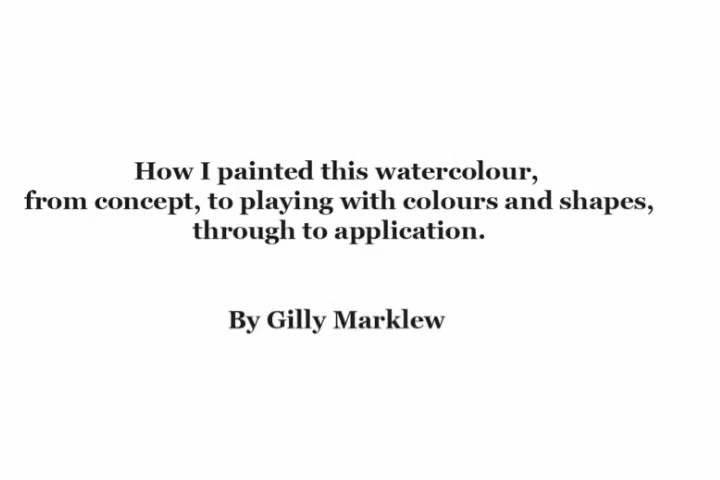 How I painted this watercolour,
from concept, to playing with colours and shapes,
through to application.
By Gilly Marklew